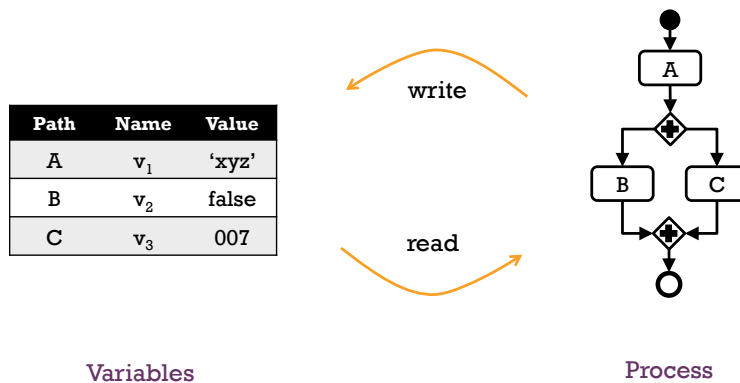 write
Path Name Value
A v₁ ‘xyz’
B v₂ false
C v₃ 007
read
Variables
A
B C
Process